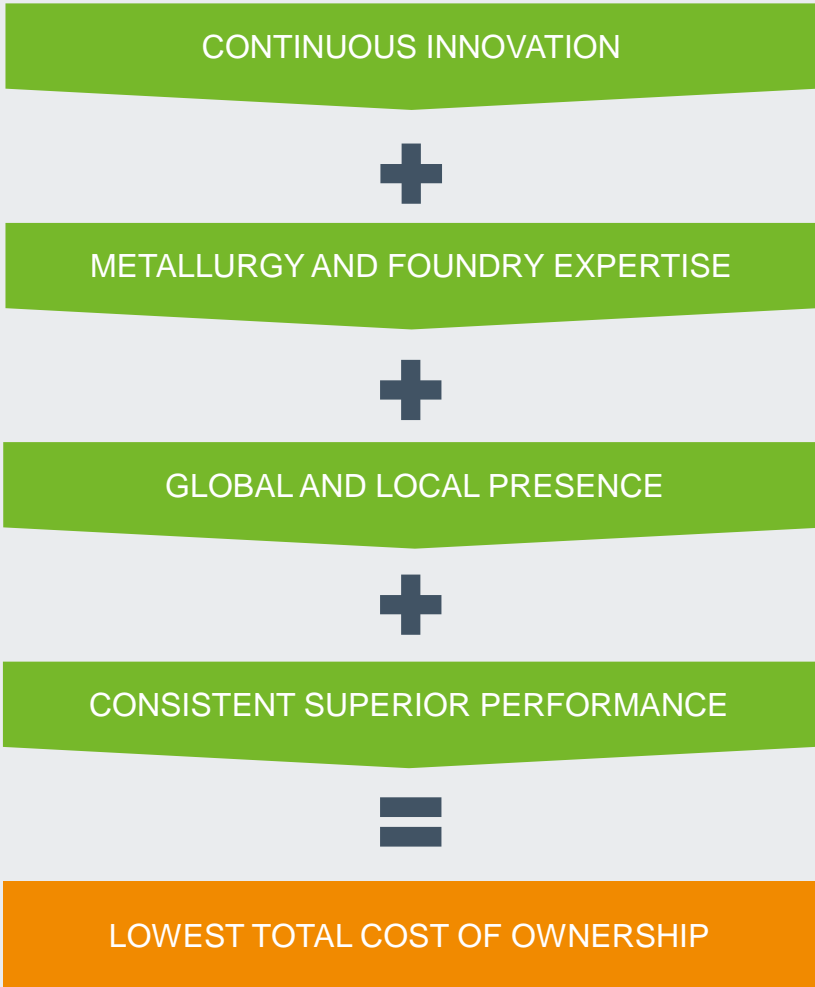 CONTINUOUS INNOVATION
METALLURGY AND FOUNDRY EXPERTISE
GLOBAL AND LOCAL PRESENCE
CONSISTENT SUPERIOR PERFORMANCE
LOWEST TOTAL COST OF OWNERSHIP